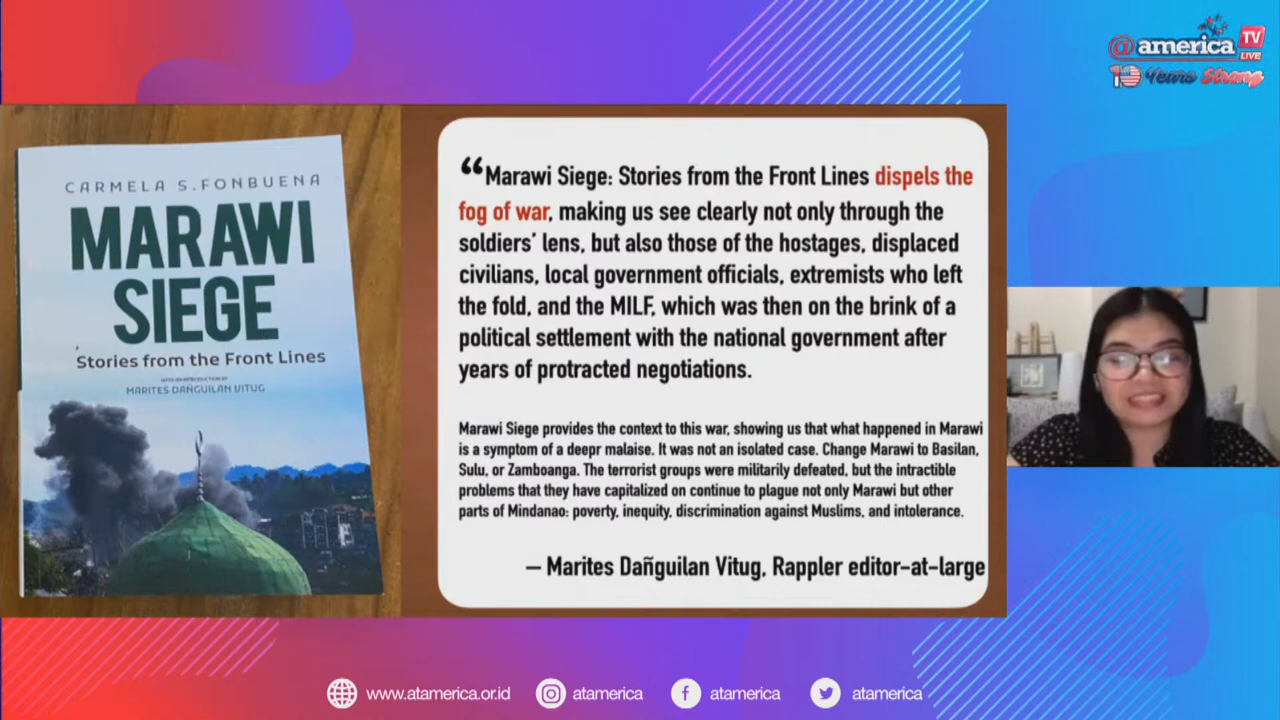 @america TV LIVE
10 Years Strong
CARMELA S. FONBUENA
MARAWI
SIEGE
Stories from the Front Lines
WITH AN INTRODUCTION BY
MARITES DAÑGUILAN VITUG
“Marawi Siege: Stories from the Front Lines dispels the
fog of war, making us see clearly not only through the
soldiers’ lens, but also those of the hostages, displaced
civilians, local government officials, extremists who left
the fold, and the MILF, which was then on the brink of a
political settlement with the national government after
years of protracted negotiations.
Marawi Siege provides the context to this war, showing us that what happened in Marawi
is a symptom of a deepr malaise. It was not an isolated case. Change Marawi to Basilan,
Sulu, or Zamboanga. The terrorist groups were militarily defeated, but the intractible
problems that they have capitalized on continue to plague not only Marawi but other
parts of Mindanao: poverty, inequity, discrimination against Muslims, and intolerance.
— Marites Dañguilan Vitug, Rappler editor-at-large
www.atamerica.or.id atamerica atamerica atamerica